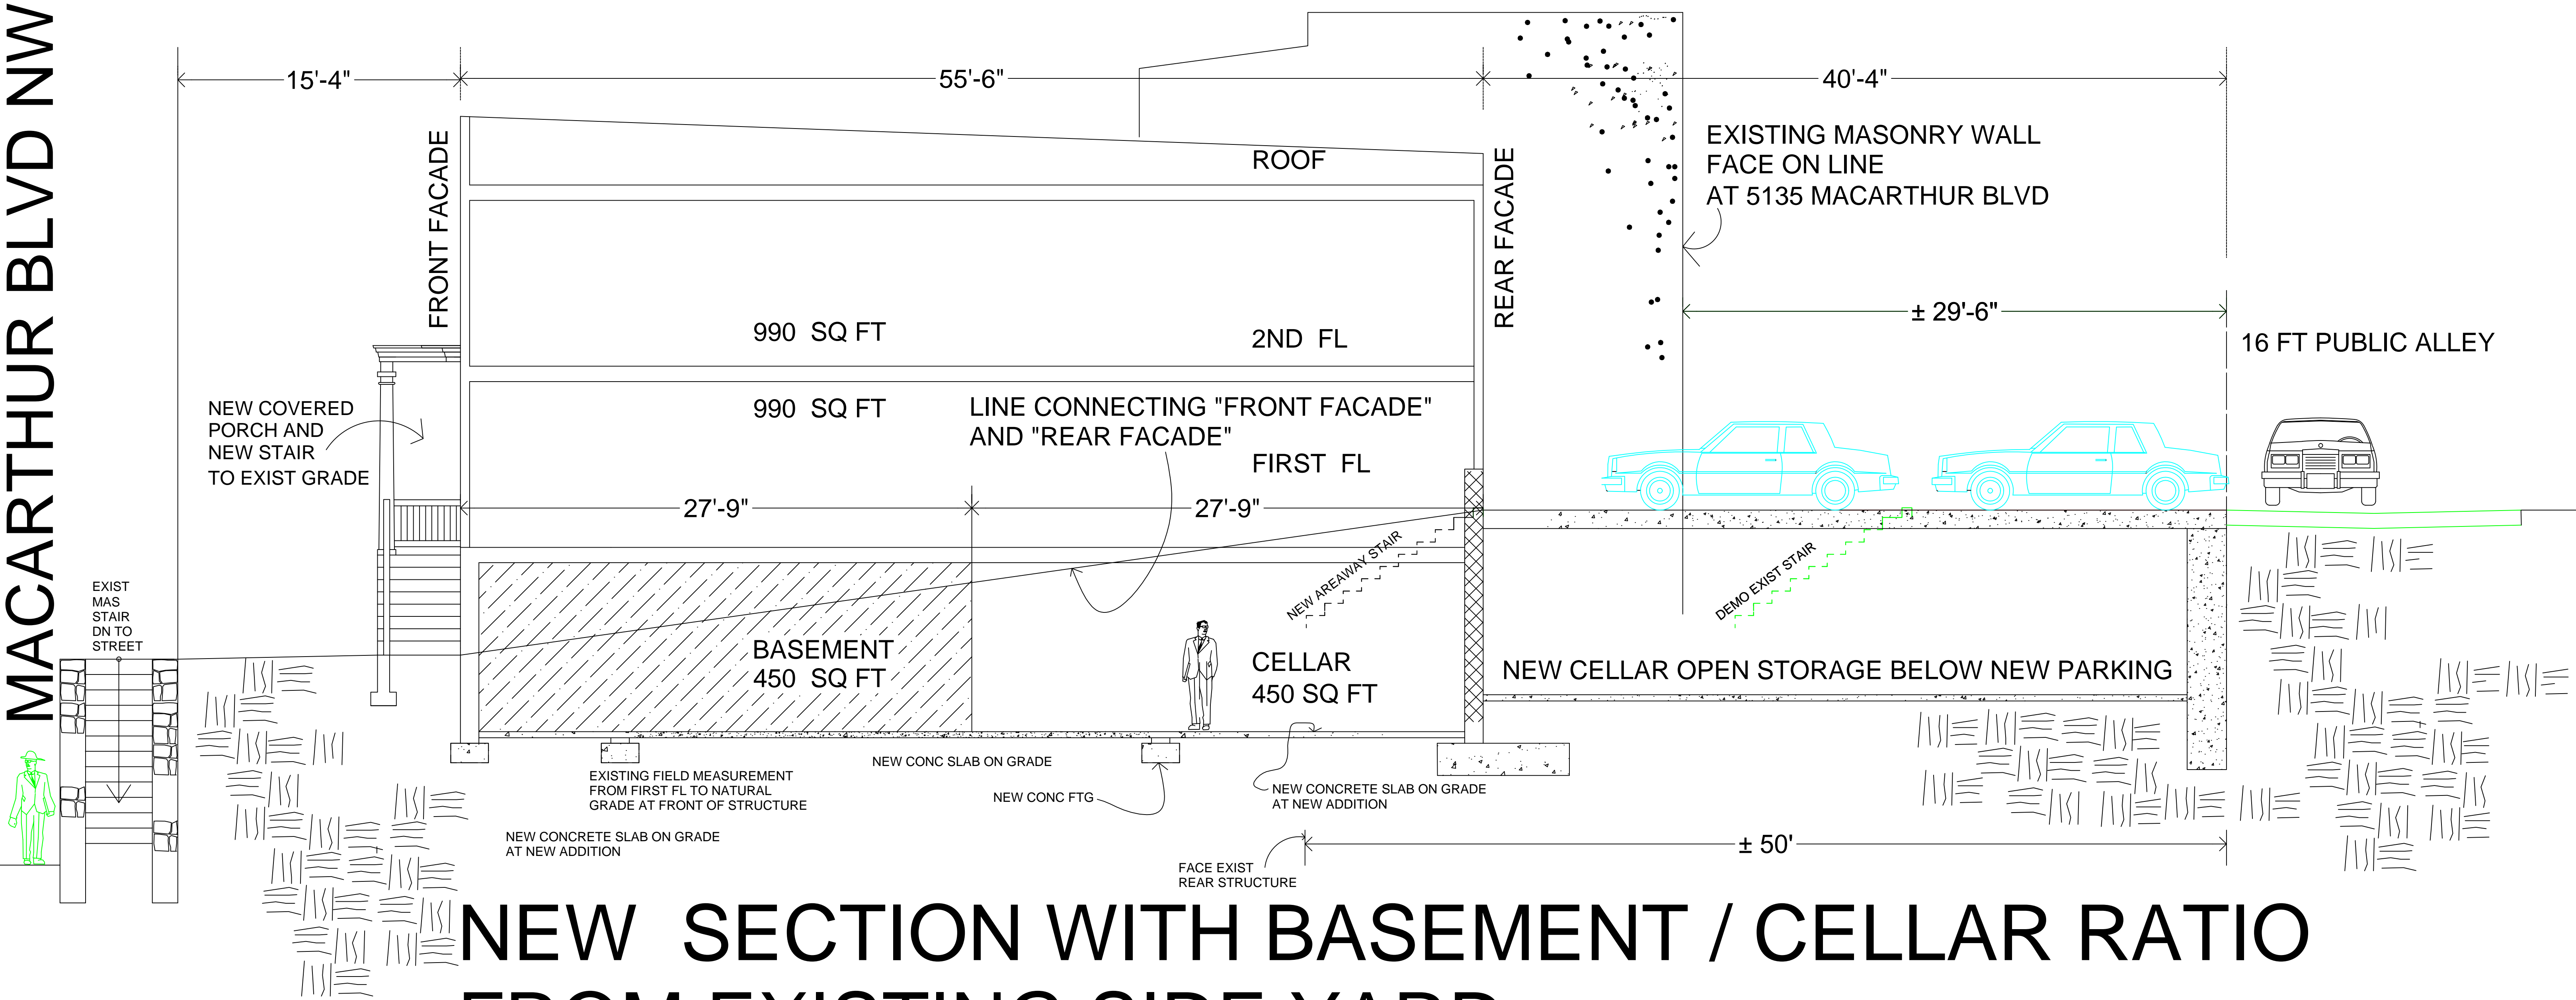 MACARTHUR BLVD NW
15'-4"
55'-6"
40'-4"
FRONT FACADE
ROOF
REAR FACADE
EXISTING MASONRY WALL
FACE ON LINE
AT 5135 MACARTHUR BLVD
± 29'-6"
16 FT PUBLIC ALLEY
990 SQ FT
2ND FL
NEW COVERED
PORCH AND
NEW STAIR
TO EXIST GRADE
990 SQ FT
LINE CONNECTING "FRONT FACADE"
AND "REAR FACADE"
FIRST FL
27'-9"
27'-9"
NEW AREAWAY STAIR
DEMO EXIST STAIR
EXIST
MAS
STAIR
DN TO
STREET
BASEMENT
450 SQ FT
CELLAR
450 SQ FT
NEW CELLAR OPEN STORAGE BELOW NEW PARKING
EXISTING FIELD MEASUREMENT
FROM FIRST FL TO NATURAL
GRADE AT FRONT OF STRUCTURE
NEW CONC SLAB ON GRADE
NEW CONC FTG
NEW CONCRETE SLAB ON GRADE
AT NEW ADDITION
NEW CONCRETE SLAB ON GRADE
AT NEW ADDITION
± 50'
FACE EXIST
REAR STRUCTURE
NEW SECTION WITH BASEMENT / CELLAR RATIO
FROM EXISTING SIDE YARD